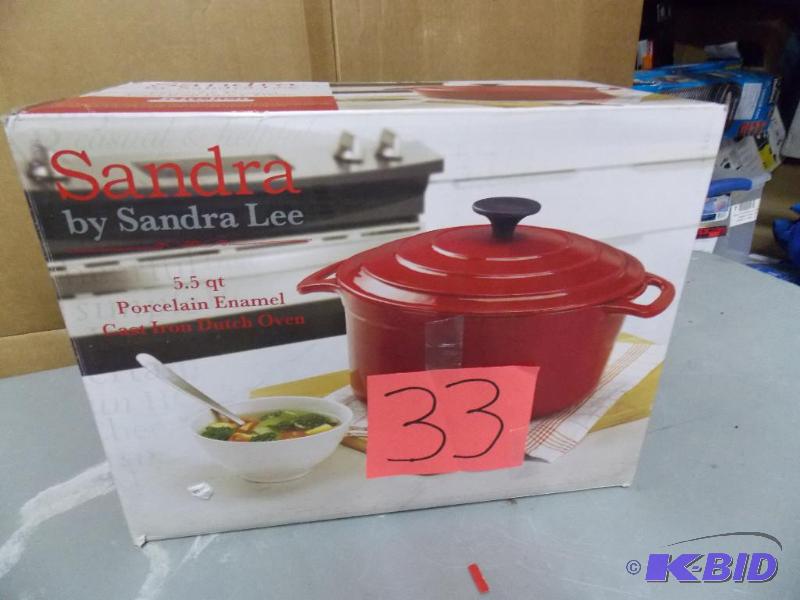 Sandra
by Sandra Lee
5.5 qt
Porcelain Enamel
Cast Iron Dutch Oven
33
© K-BID